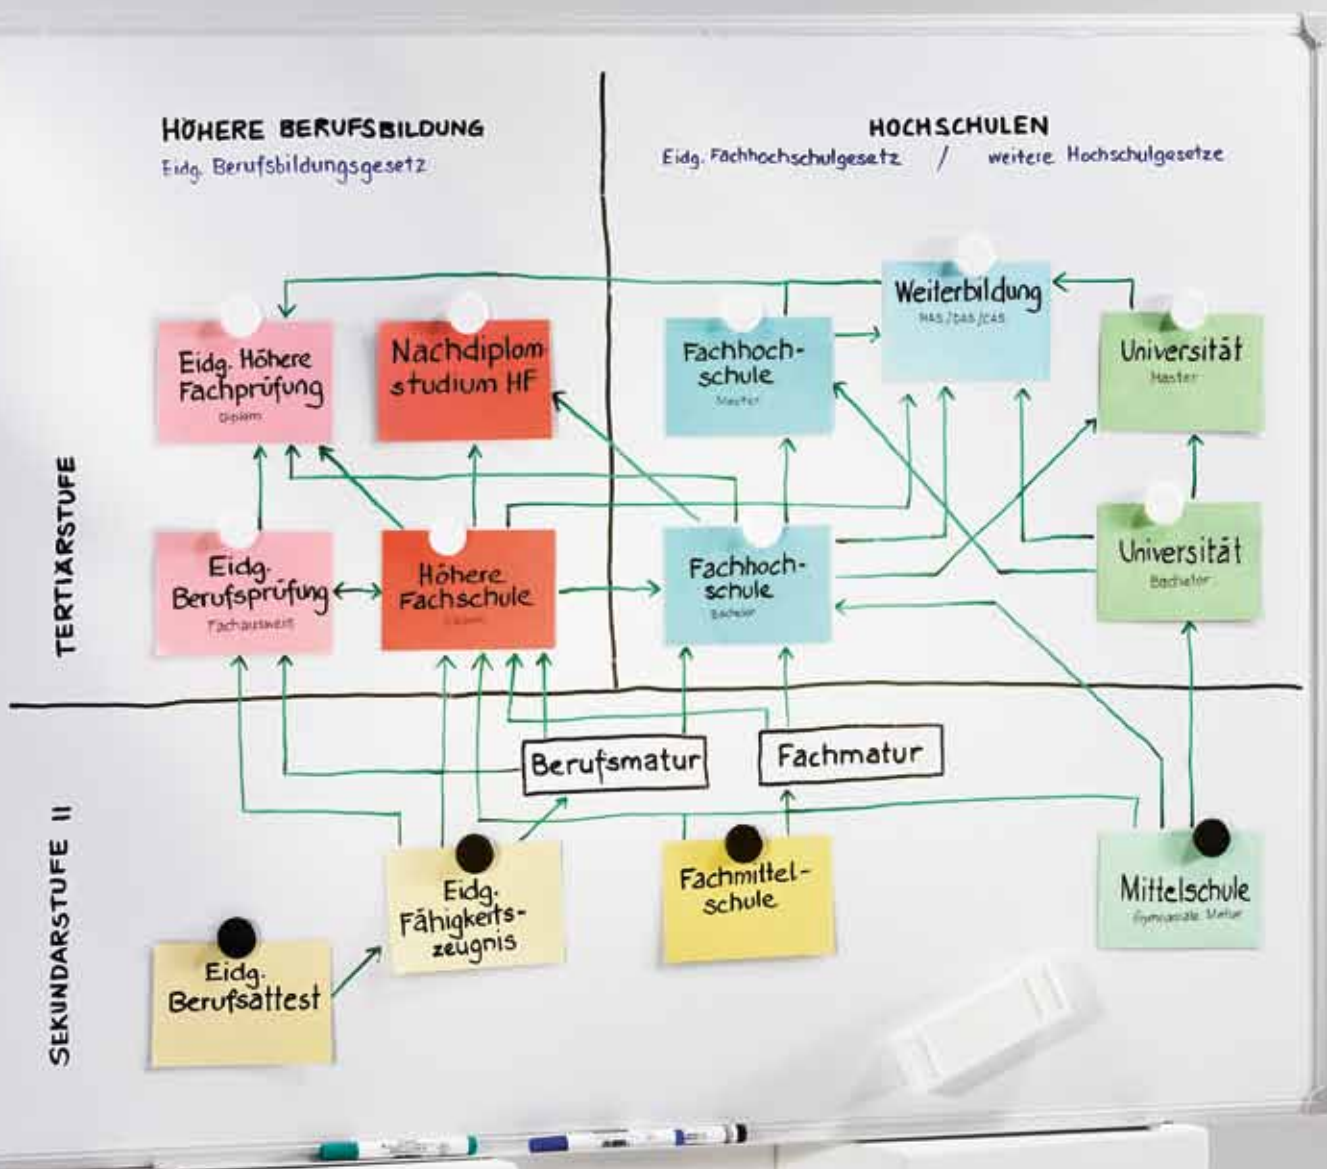 HÖHERE BERUFSBILDUNG
Eidg. Berufsbildungsgesetz
HOCHSCHULEN
Eidg. Fachhochschulgesetz / weitere Hochschulgesetze
TERTIÄRSTUFE
Weiterbildung
MAS/DAS/CAS
Eidg. Höhere
Fachprüfung
Diplom
Nachdiplom-
studium HF
Fachhoch-
schule
Master
Universität
Master
Eidg.
Berufsprüfung
Fachausweis
Höhere
Fachschule
Fachhoch-
schule
Bachelor
Universität
Bachelor
SEKUNDARSTUFE II
Berufsmatur
Fachmatur
Eidg.
Fähigkeits-
zeugnis
Fachmittel-
schule
Mittelschule
Gymnasiale Matur
Eidg.
Berufsattest